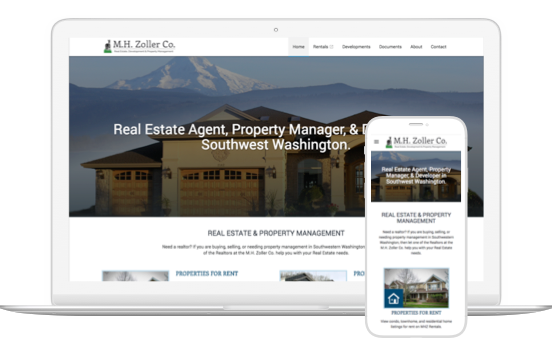 M.H. Zoller Co.
Real Estate, Development & Property Management
Home Rentals Developments Documents About Contact
Real Estate Agent, Property Manager, & D
Southwest Washington.
REAL ESTATE & PROPERTY MANAGEMENT
Need a realtor? If you are buying, selling, or needing property management in Southwestern Washington
of the Realtors at the M.H. Zoller Co. help you with your Real Estate needs.
PROPERTIES FOR RENT
PRO
M.H. Zoller Co.
Real Estate Agent, Property
Manager, & Developer in
Southwest Washington.
REAL ESTATE & PROPERTY
MANAGEMENT
Need a realtor? If you are buying, selling, or
needing property management in Southwestern
Washington, then let one of the Realtors at the
M.H. Zoller Co. help you with your Real Estate
needs.
PROPERTIES FOR RENT
View condo, townhome, and residential home
listings for rent on MHZ Rentals.